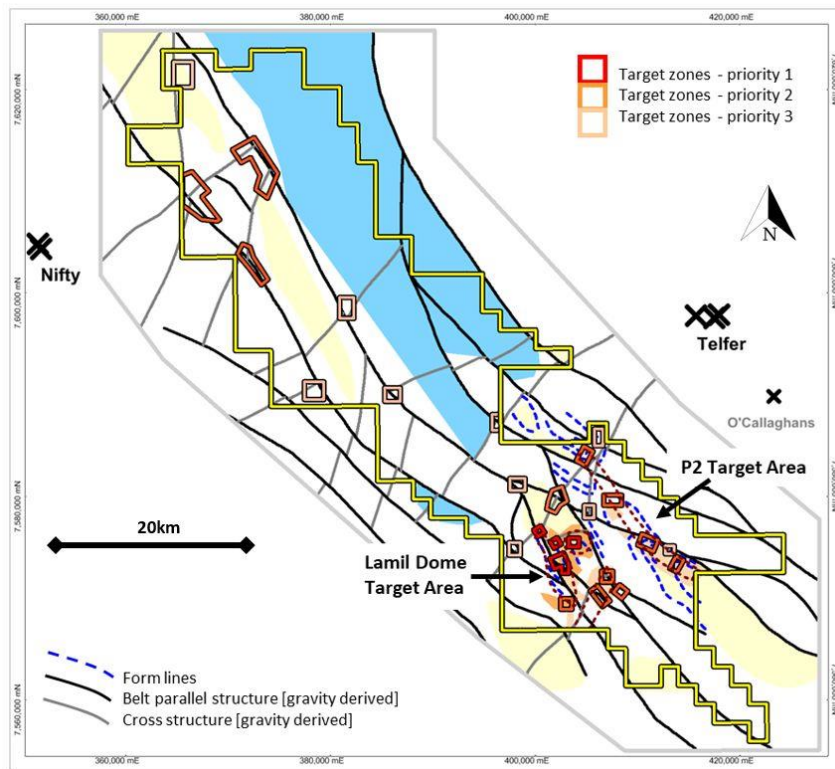 360,000 mE
380,000 mE
400,000 mE
420,000 mE
Target zones - priority 1
Target zones - priority 2
Target zones - priority 3
7,620,000 mN
N
Nifty
7,600,000 mN
Telfer
O'Callaghans
P2 Target Area
7,580,000 mN
20km
Lamil Dome
Target Area
Form lines
Belt parallel structure [gravity derived]
Cross structure [gravity derived]
7,560,000 mN
360,000 mE
380,000 mE
400,000 mE
420,000 mE